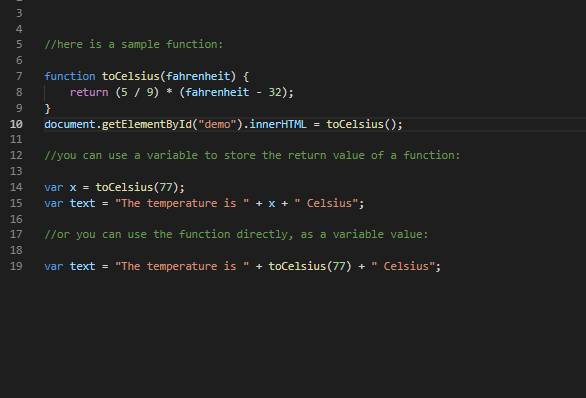 3
4
5 //here is a sample function:
6
7 function toCelsius(fahrenheit) {
8     return (5 / 9) * (fahrenheit - 32);
9 }
10 document.getElementById("demo").innerHTML = toCelsius();
11
12 //you can use a variable to store the return value of a function:
13
14 var x = toCelsius(77);
15 var text = "The temperature is " + x + " Celsius";
16
17 //or you can use the function directly, as a variable value:
18
19 var text = "The temperature is " + toCelsius(77) + " Celsius";